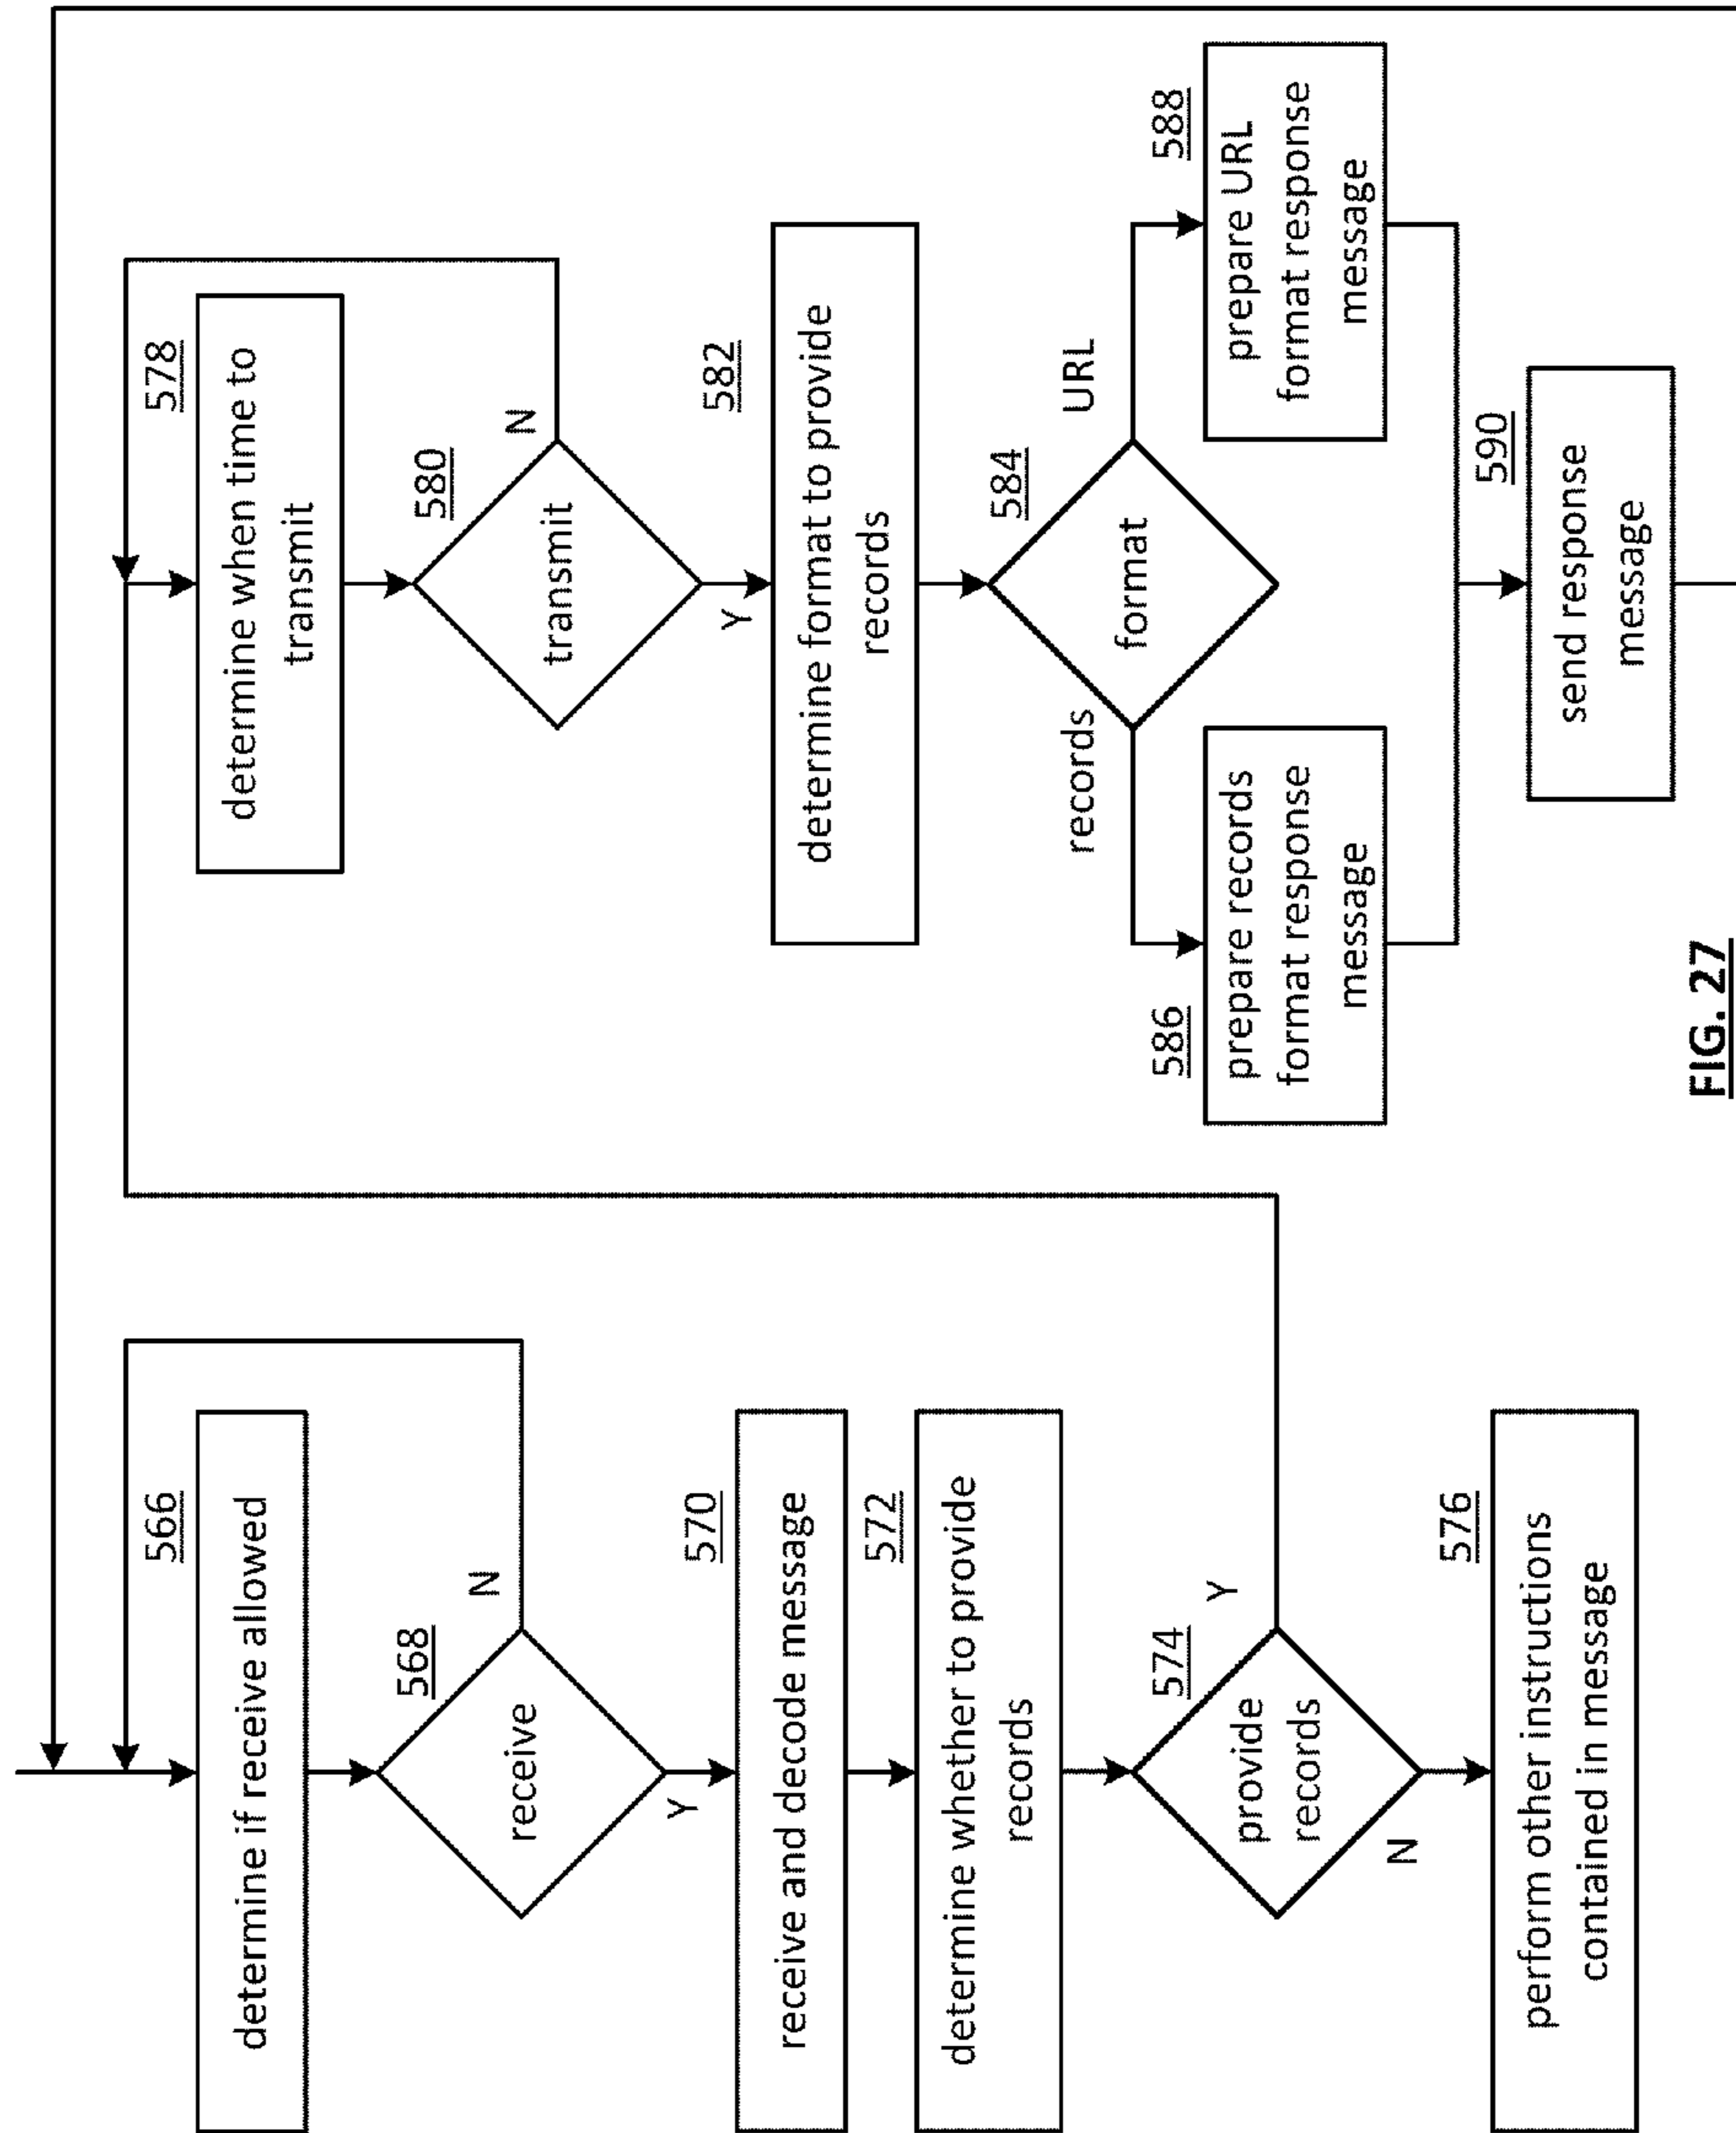 566
determine if receive allowed
568
receive
N
Y
570
receive and decode message
572
determine whether to provide
records
574
provide
records
Y
N
576
perform other instructions
contained in message
578
determine when time to
transmit
580
transmit
N
Y
582
determine format to provide
records
584
format
records
URL
586
prepare records
format response
message
588
prepare URL
format response
message
590
send response
message
FIG. 27